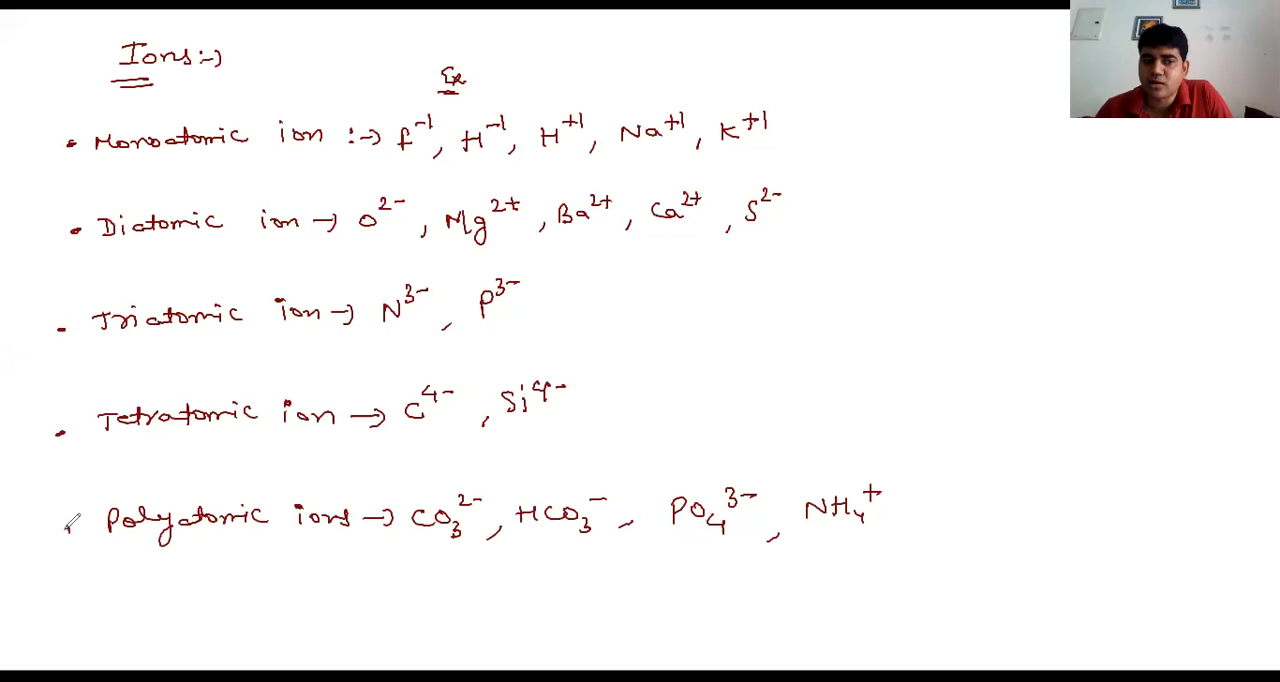 Ions :→
Ex
• Monoatomic ion :→ f⁻¹, H⁻¹, H⁺¹, Na⁺¹, K⁺¹
• Diatomic ion → O²⁻, Mg²⁺, Ba²⁺, Ca²⁺, S²⁻
• Triatomic ion → N³⁻, P³⁻
• Tetratomic ion → C⁴⁻, Si⁴⁻
• Polyatomic ions → CO₃²⁻, HCO₃⁻, PO₄³⁻, NH₄⁺